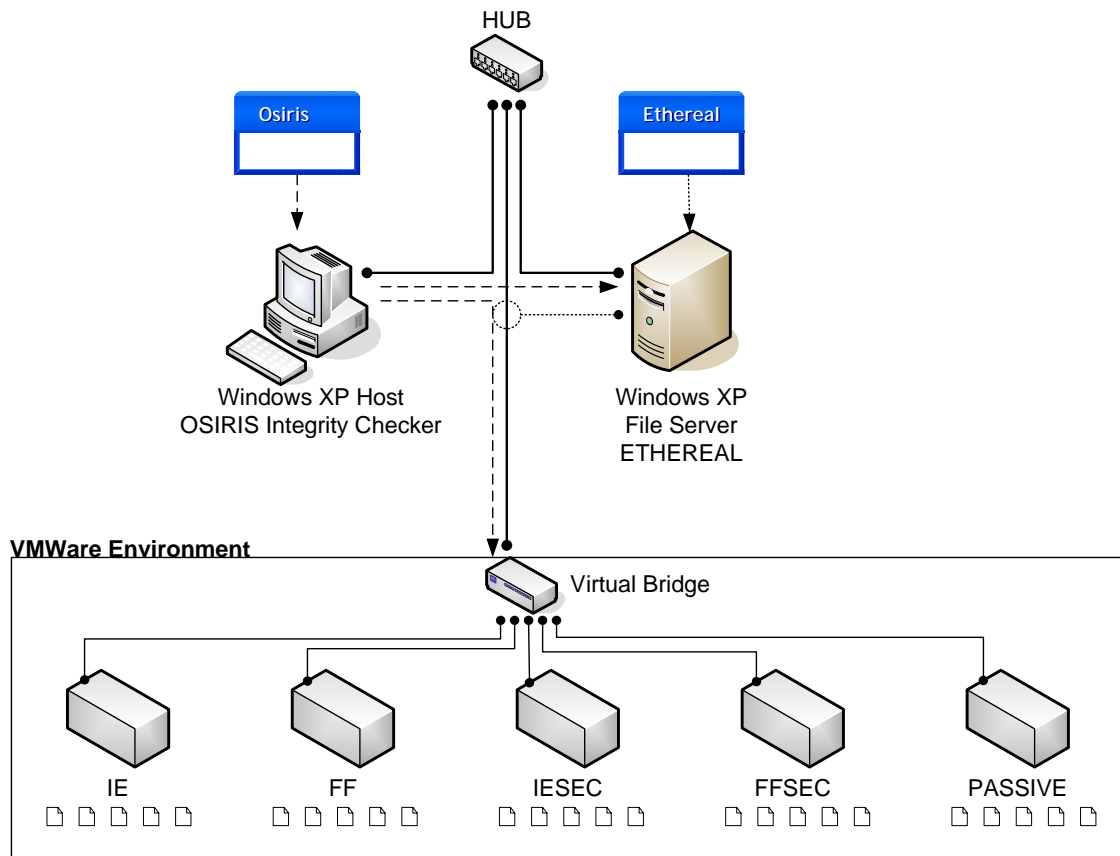 HUB
Osiris
Ethereal
Windows XP Host
OSIRIS Integrity Checker
Windows XP
File Server
ETHEREAL
VMWare Environment
Virtual Bridge
IE
FF
IESEC
FFSEC
PASSIVE